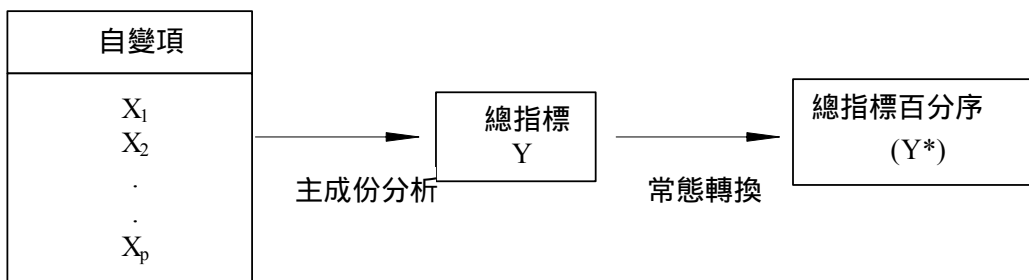 自變項
X₁
X₂
.
.
Xₚ
主成份分析
總指標
Y
常態轉換
總指標百分序
(Y*)